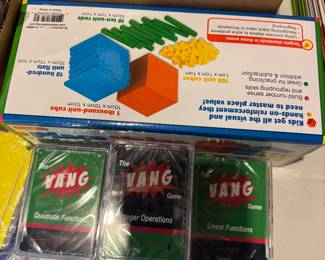 Kids get all the visual and
hands-on reinforcement they
need to master place value!
Build number sense
and regrouping skills
Great for practicing
addition & subtraction
1 thousand-unit cube
10cm x 10cm x 10cm
10 hundred-
unit flats
10cm x 10cm x 1cm
100 unit cubes
1cm x 1cm x 1cm
10 ten-unit rods
10cm x 1cm x 1cm
VANG
Game
Quadratic Functions
The
VANG
Game
Integer Operations
The
VANG
Game
Linear Functions